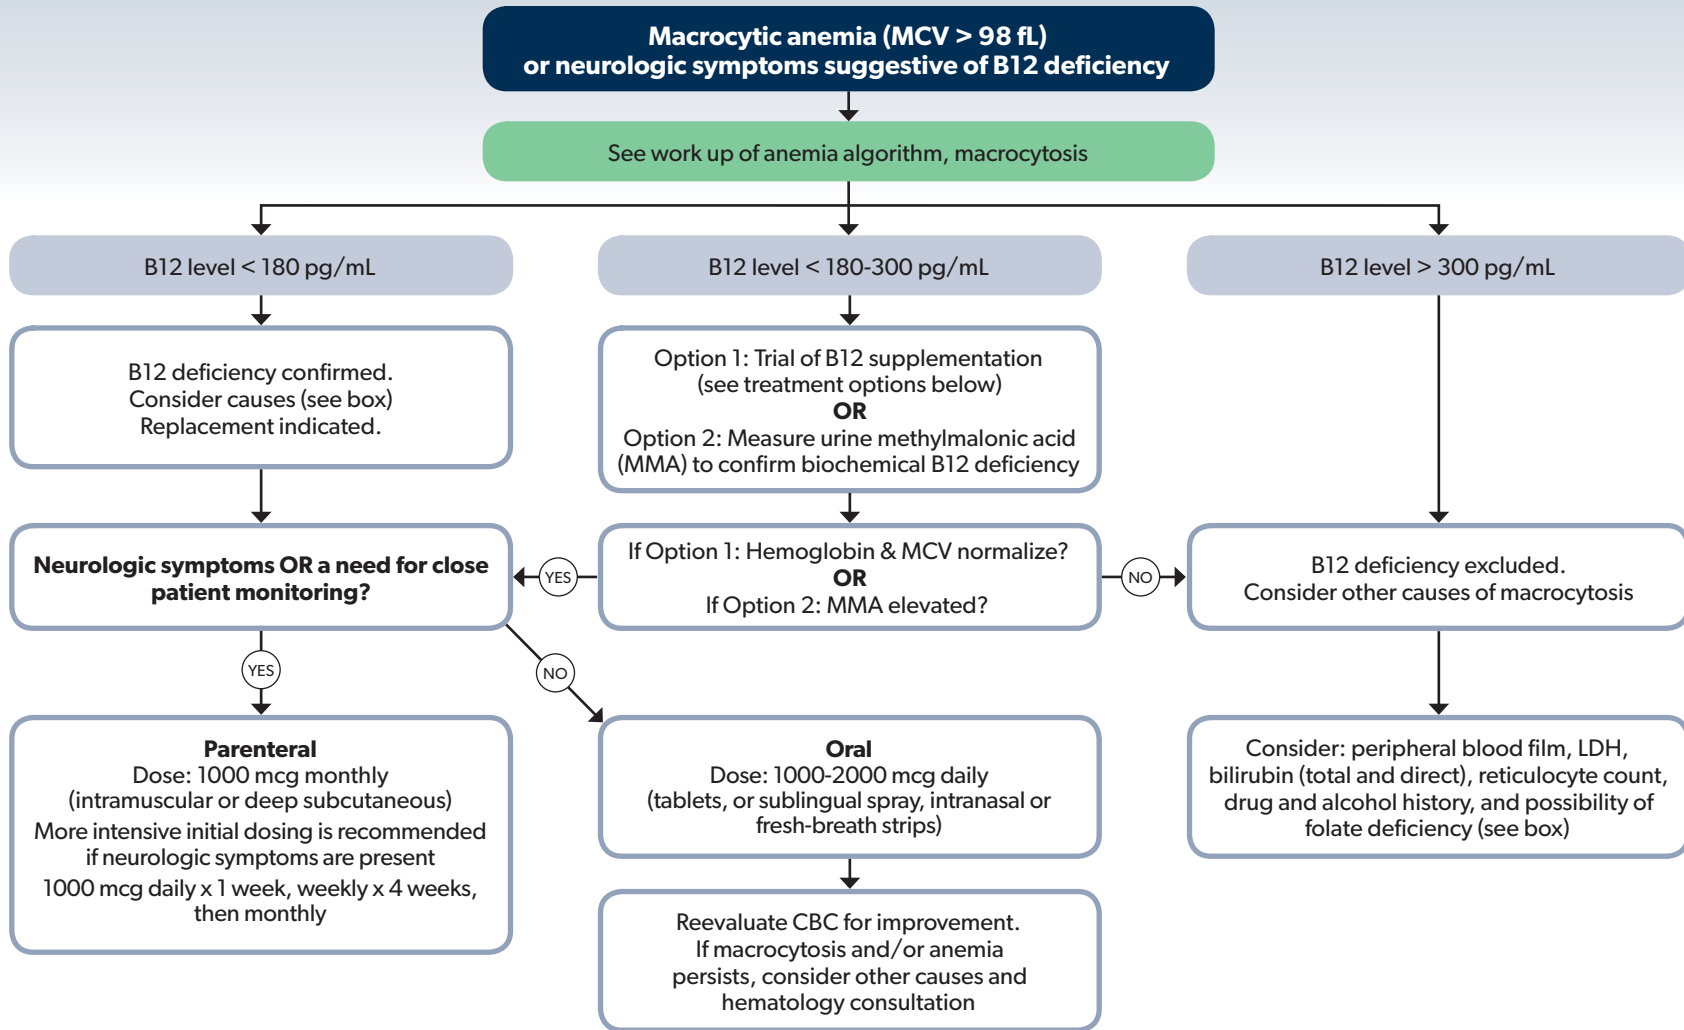 Macrocytic anemia (MCV > 98 fL)
or neurologic symptoms suggestive of B12 deficiency
See work up of anemia algorithm, macrocytosis
B12 level < 180 pg/mL
B12 level < 180-300 pg/mL
B12 level > 300 pg/mL
B12 deficiency confirmed.
Consider causes (see box)
Replacement indicated.
Option 1: Trial of B12 supplementation
(see treatment options below)
OR
Option 2: Measure urine methylmalonic acid
(MMA) to confirm biochemical B12 deficiency
Neurologic symptoms OR a need for close
patient monitoring?
YES
If Option 1: Hemoglobin & MCV normalize?
OR
If Option 2: MMA elevated?
NO
B12 deficiency excluded.
Consider other causes of macrocytosis
YES
NO
Parenteral
Dose: 1000 mcg monthly
(intramuscular or deep subcutaneous)
More intensive initial dosing is recommended
if neurologic symptoms are present
1000 mcg daily x 1 week, weekly x 4 weeks,
then monthly
Oral
Dose: 1000-2000 mcg daily
(tablets, or sublingual spray, intranasal or
fresh-breath strips)
Consider: peripheral blood film, LDH,
bilirubin (total and direct), reticulocyte count,
drug and alcohol history, and possibility of
folate deficiency (see box)
Reevaluate CBC for improvement.
If macrocytosis and/or anemia
persists, consider other causes and
hematology consultation